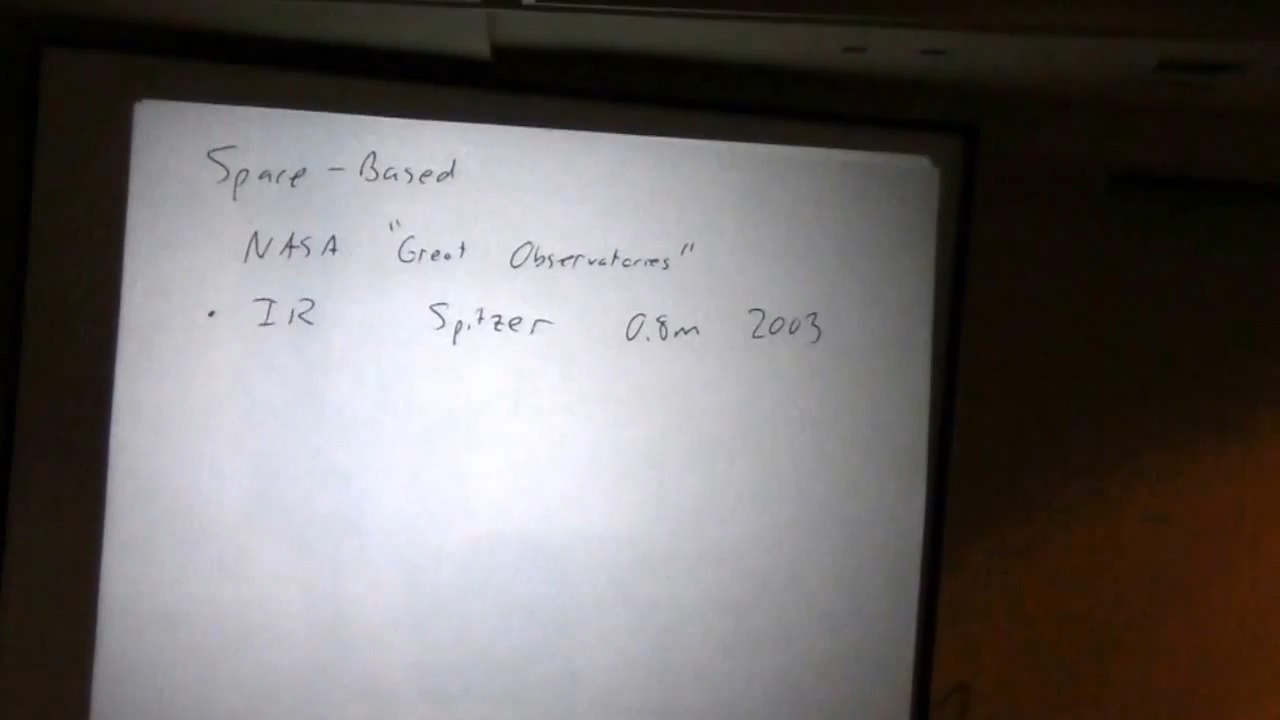 Space-Based
NASA "Great Observatories"
• IR Spitzer 0.8m 2003